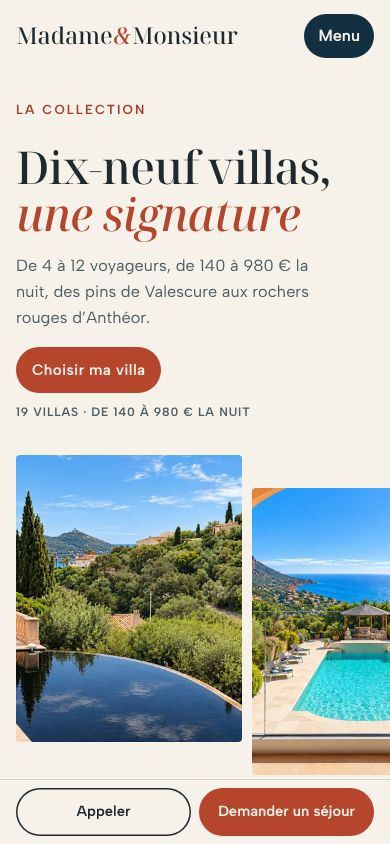 Madame&Monsieur
Menu
LA COLLECTION
Dix-neuf villas,
une signature
De 4 à 12 voyageurs, de 140 à 980 € la
nuit, des pins de Valescure aux rochers
rouges d’Anthéor.
Choisir ma villa
19 VILLAS · DE 140 À 980 € LA NUIT
Appeler
Demander un séjour